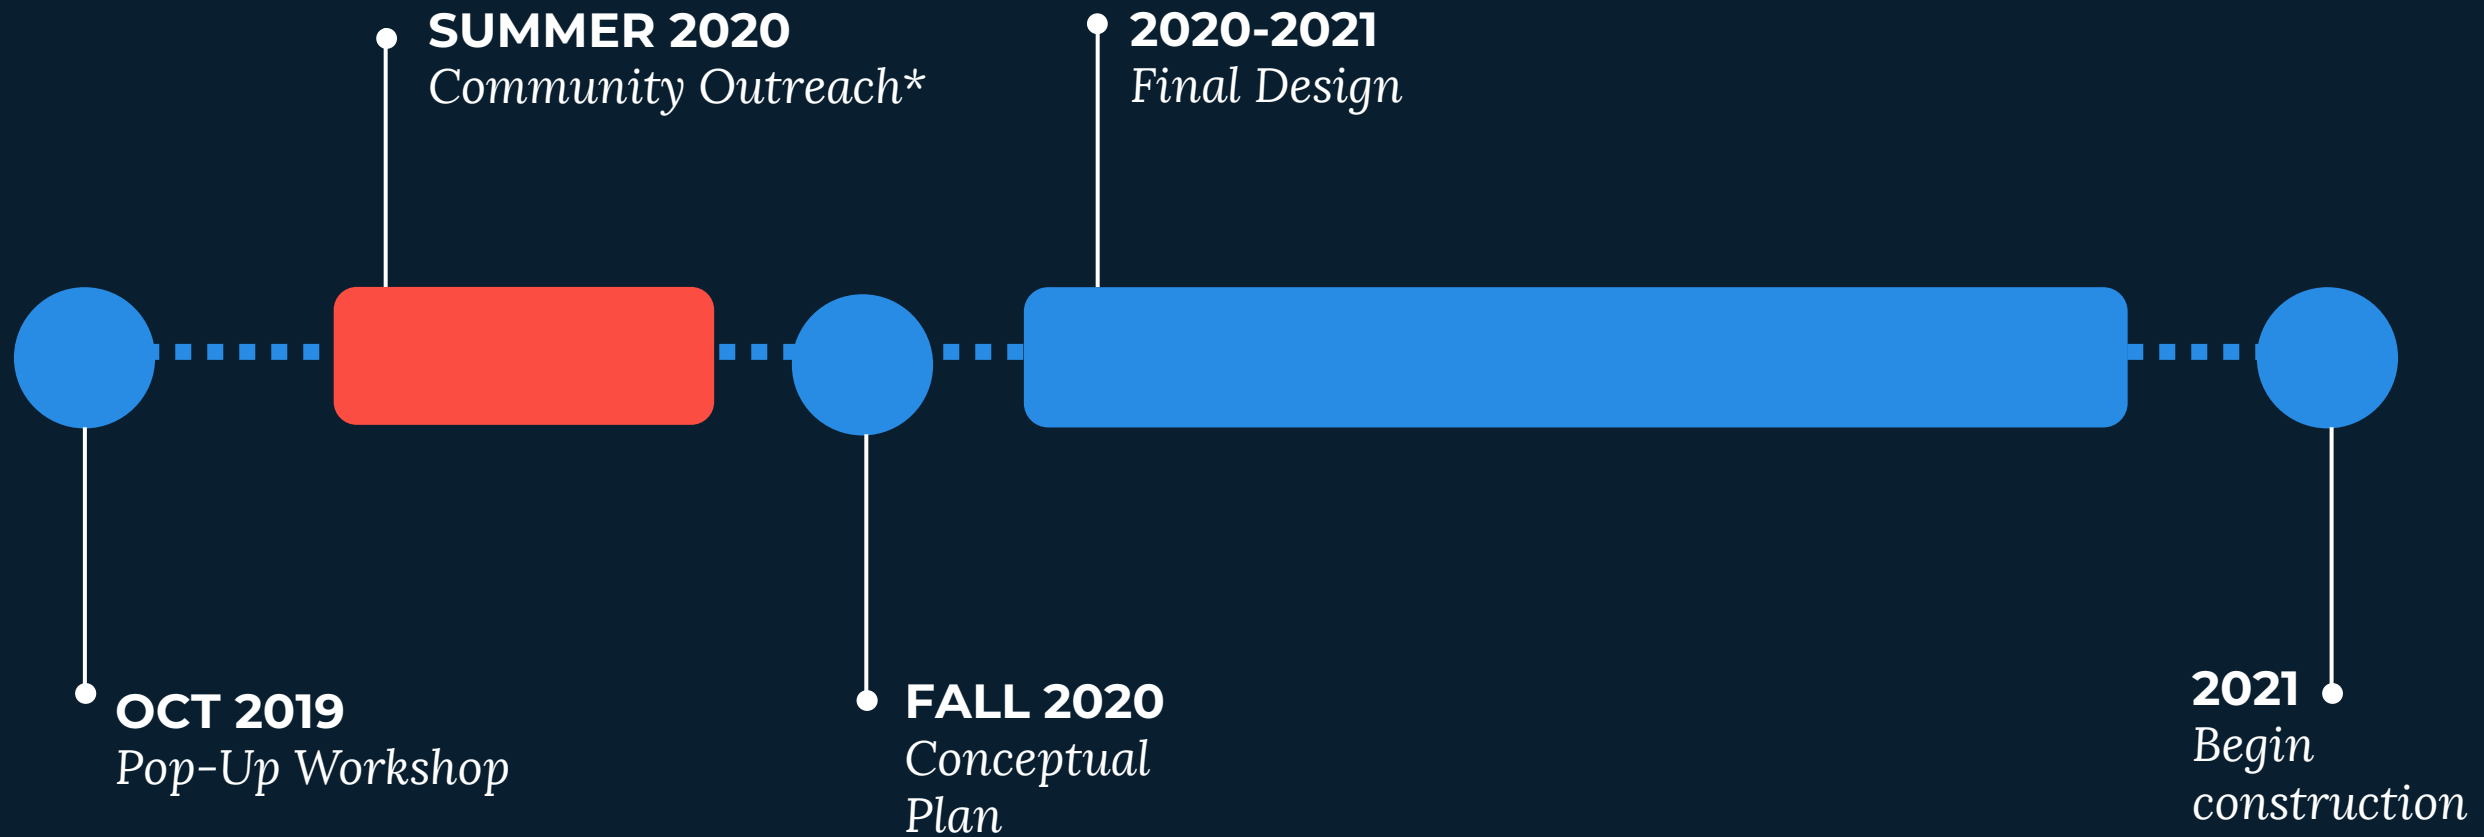 SUMMER 2020
Community Outreach*
2020-2021
Final Design
OCT 2019
Pop-Up Workshop
FALL 2020
Conceptual
Plan
2021
Begin
construction